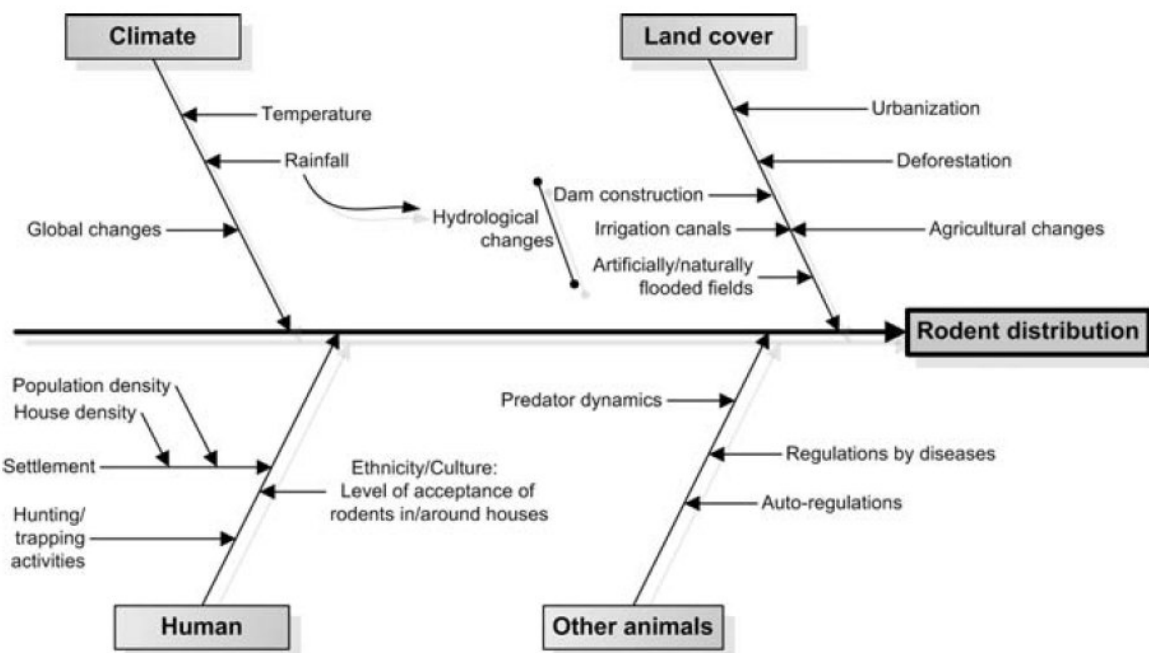 Climate
Land cover
Temperature
Urbanization
Rainfall
Deforestation
Dam construction
Hydrological
changes
Global changes
Irrigation canals
Agricultural changes
Artificially/naturally
flooded fields
Rodent distribution
Population density
House density
Settlement
Predator dynamics
Ethnicity/Culture:
Level of acceptance of
rodents in/around houses
Regulations by diseases
Hunting/
trapping
activities
Auto-regulations
Human
Other animals